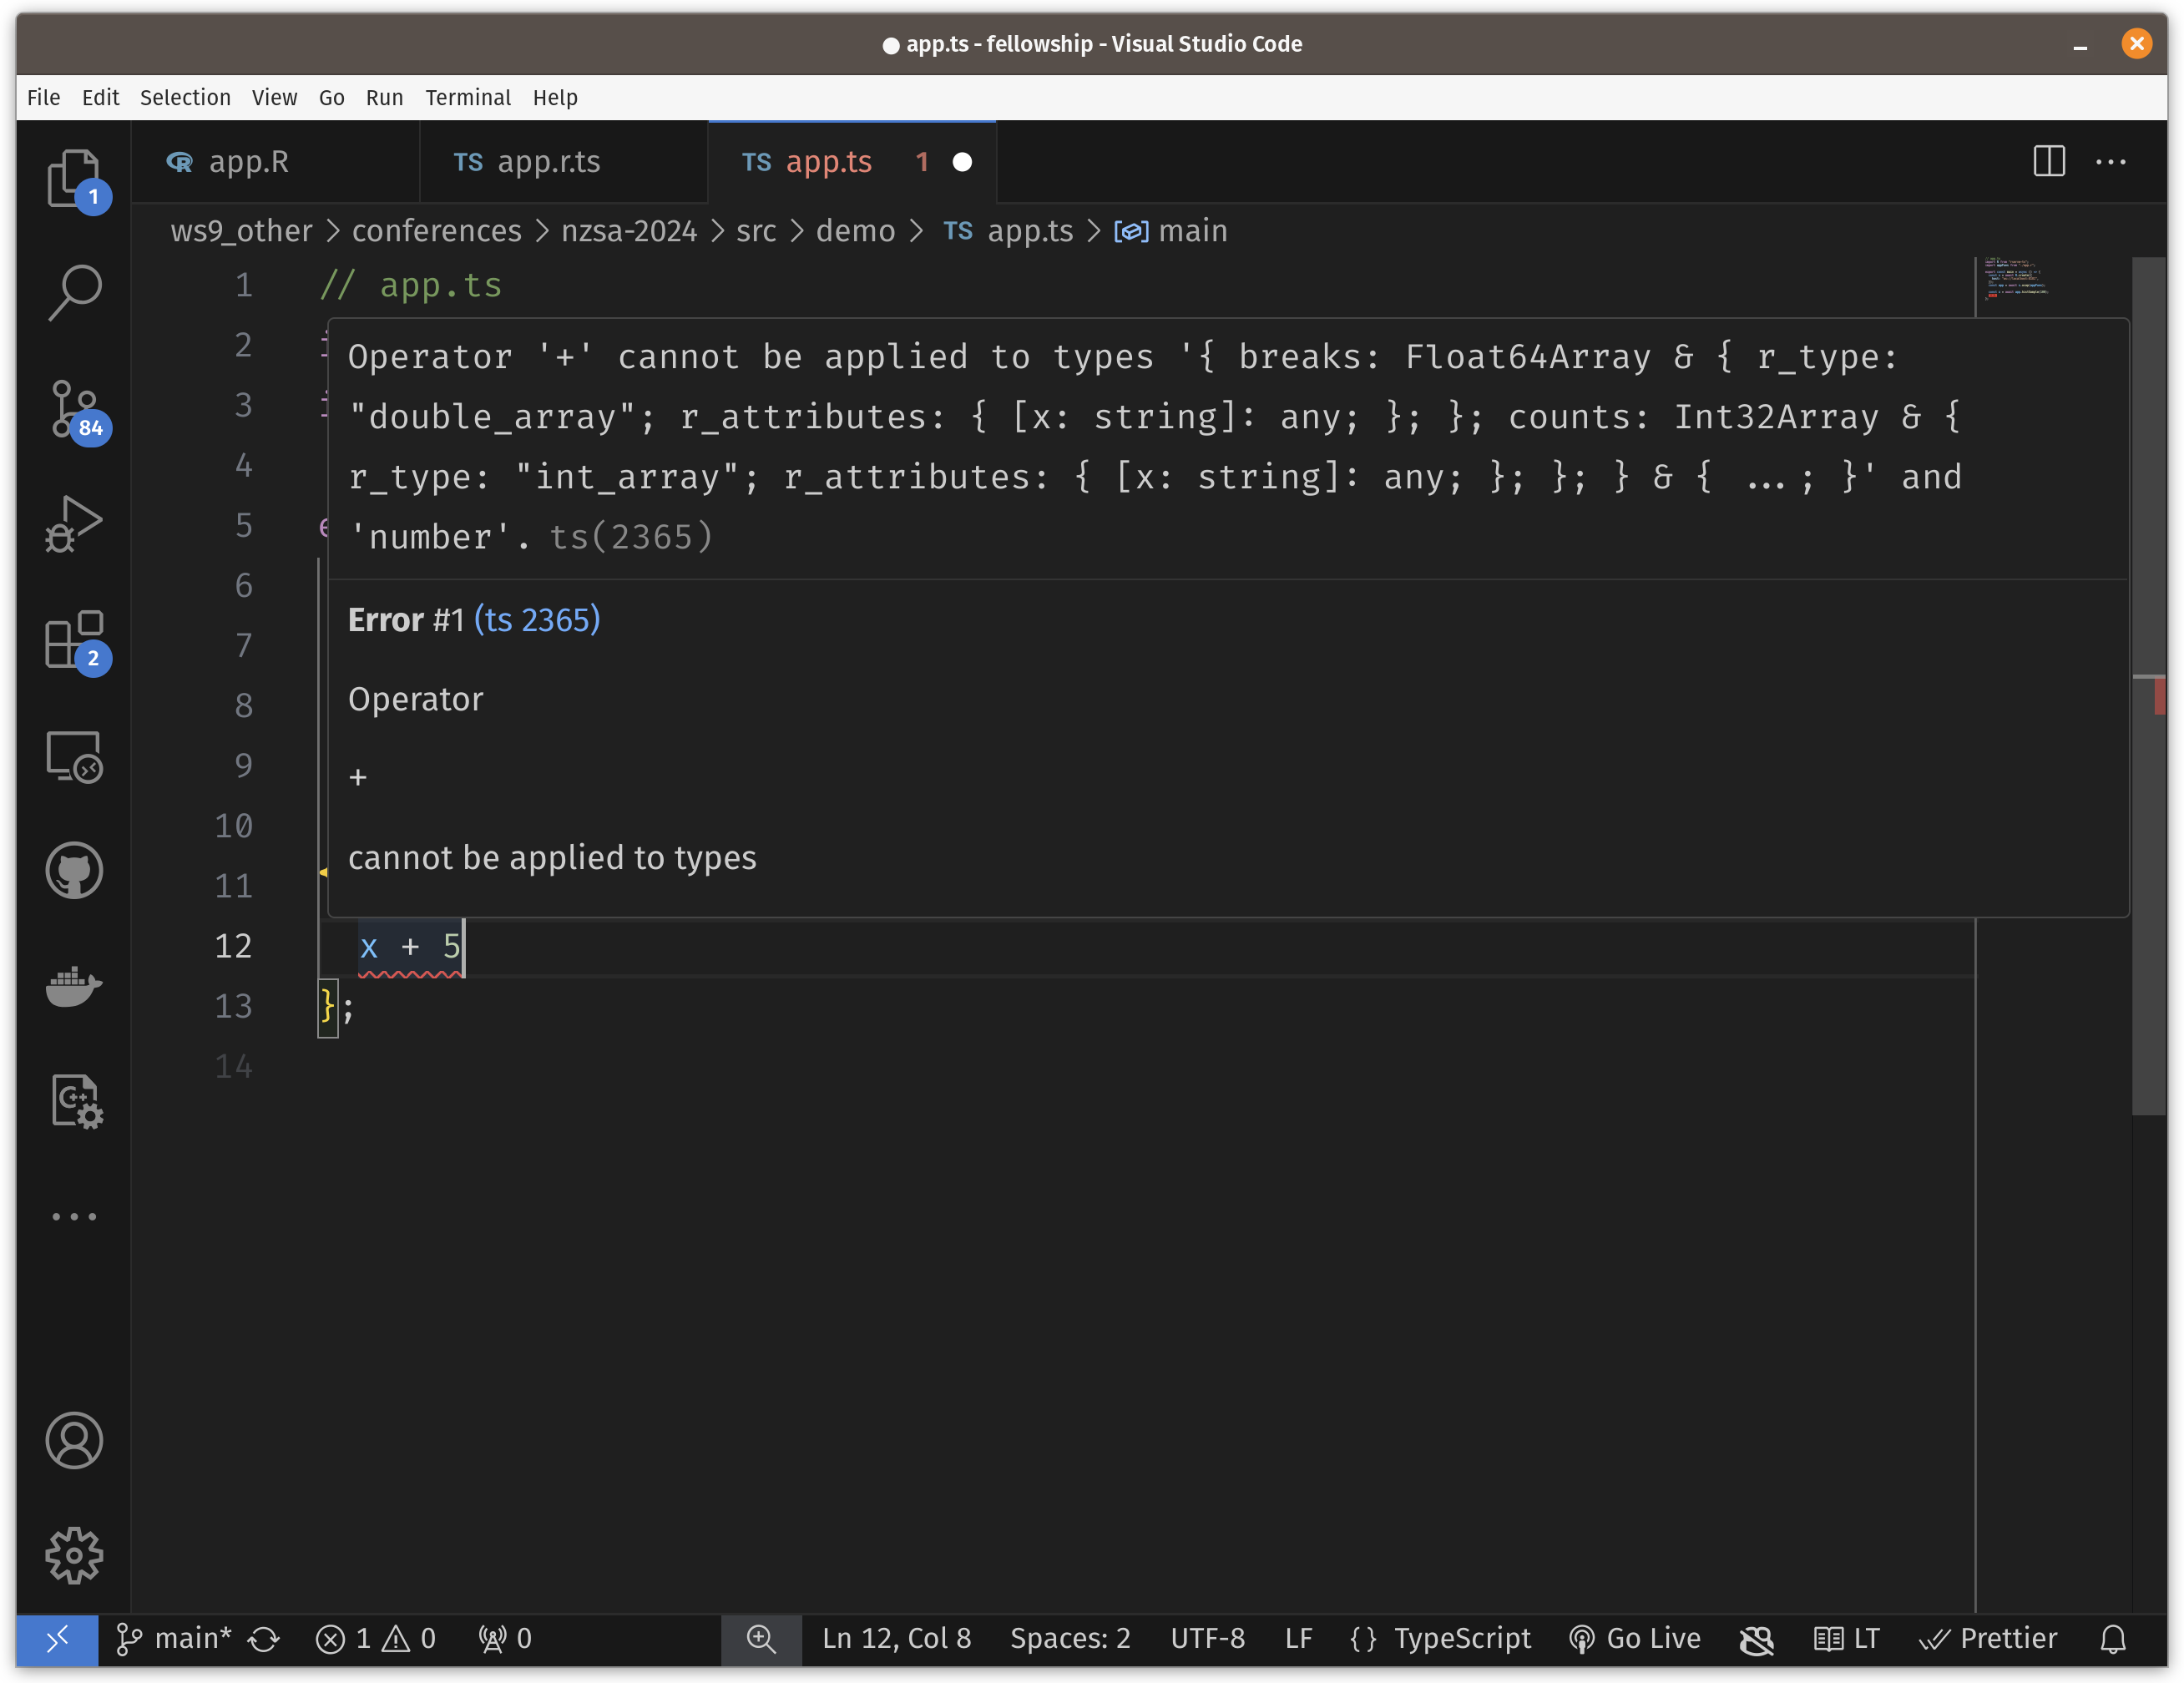 app.ts - fellowship - Visual Studio Code
File Edit Selection View Go Run Terminal Help
app.R TS app.r.ts TS app.ts 1
1
ws9_other > conferences > nzsa-2024 > src > demo > TS app.ts > main
1 // app.ts
2
Operator '+' cannot be applied to types '{ breaks: Float64Array & { r_type:
3
"double_array"; r_attributes: { [x: string]: any; }; }; counts: Int32Array & {
84
4
r_type: "int_array"; r_attributes: { [x: string]: any; }; }; } & { ...; }' and
5
'number'. ts(2365)
6
Error #1 (ts 2365)
7
2
Operator
8
9
+
10
cannot be applied to types
11
12 x + 5
13 };
14
main* 1 0 0 Ln 12, Col 8 Spaces: 2 UTF-8 LF {} TypeScript Go Live LT Prettier